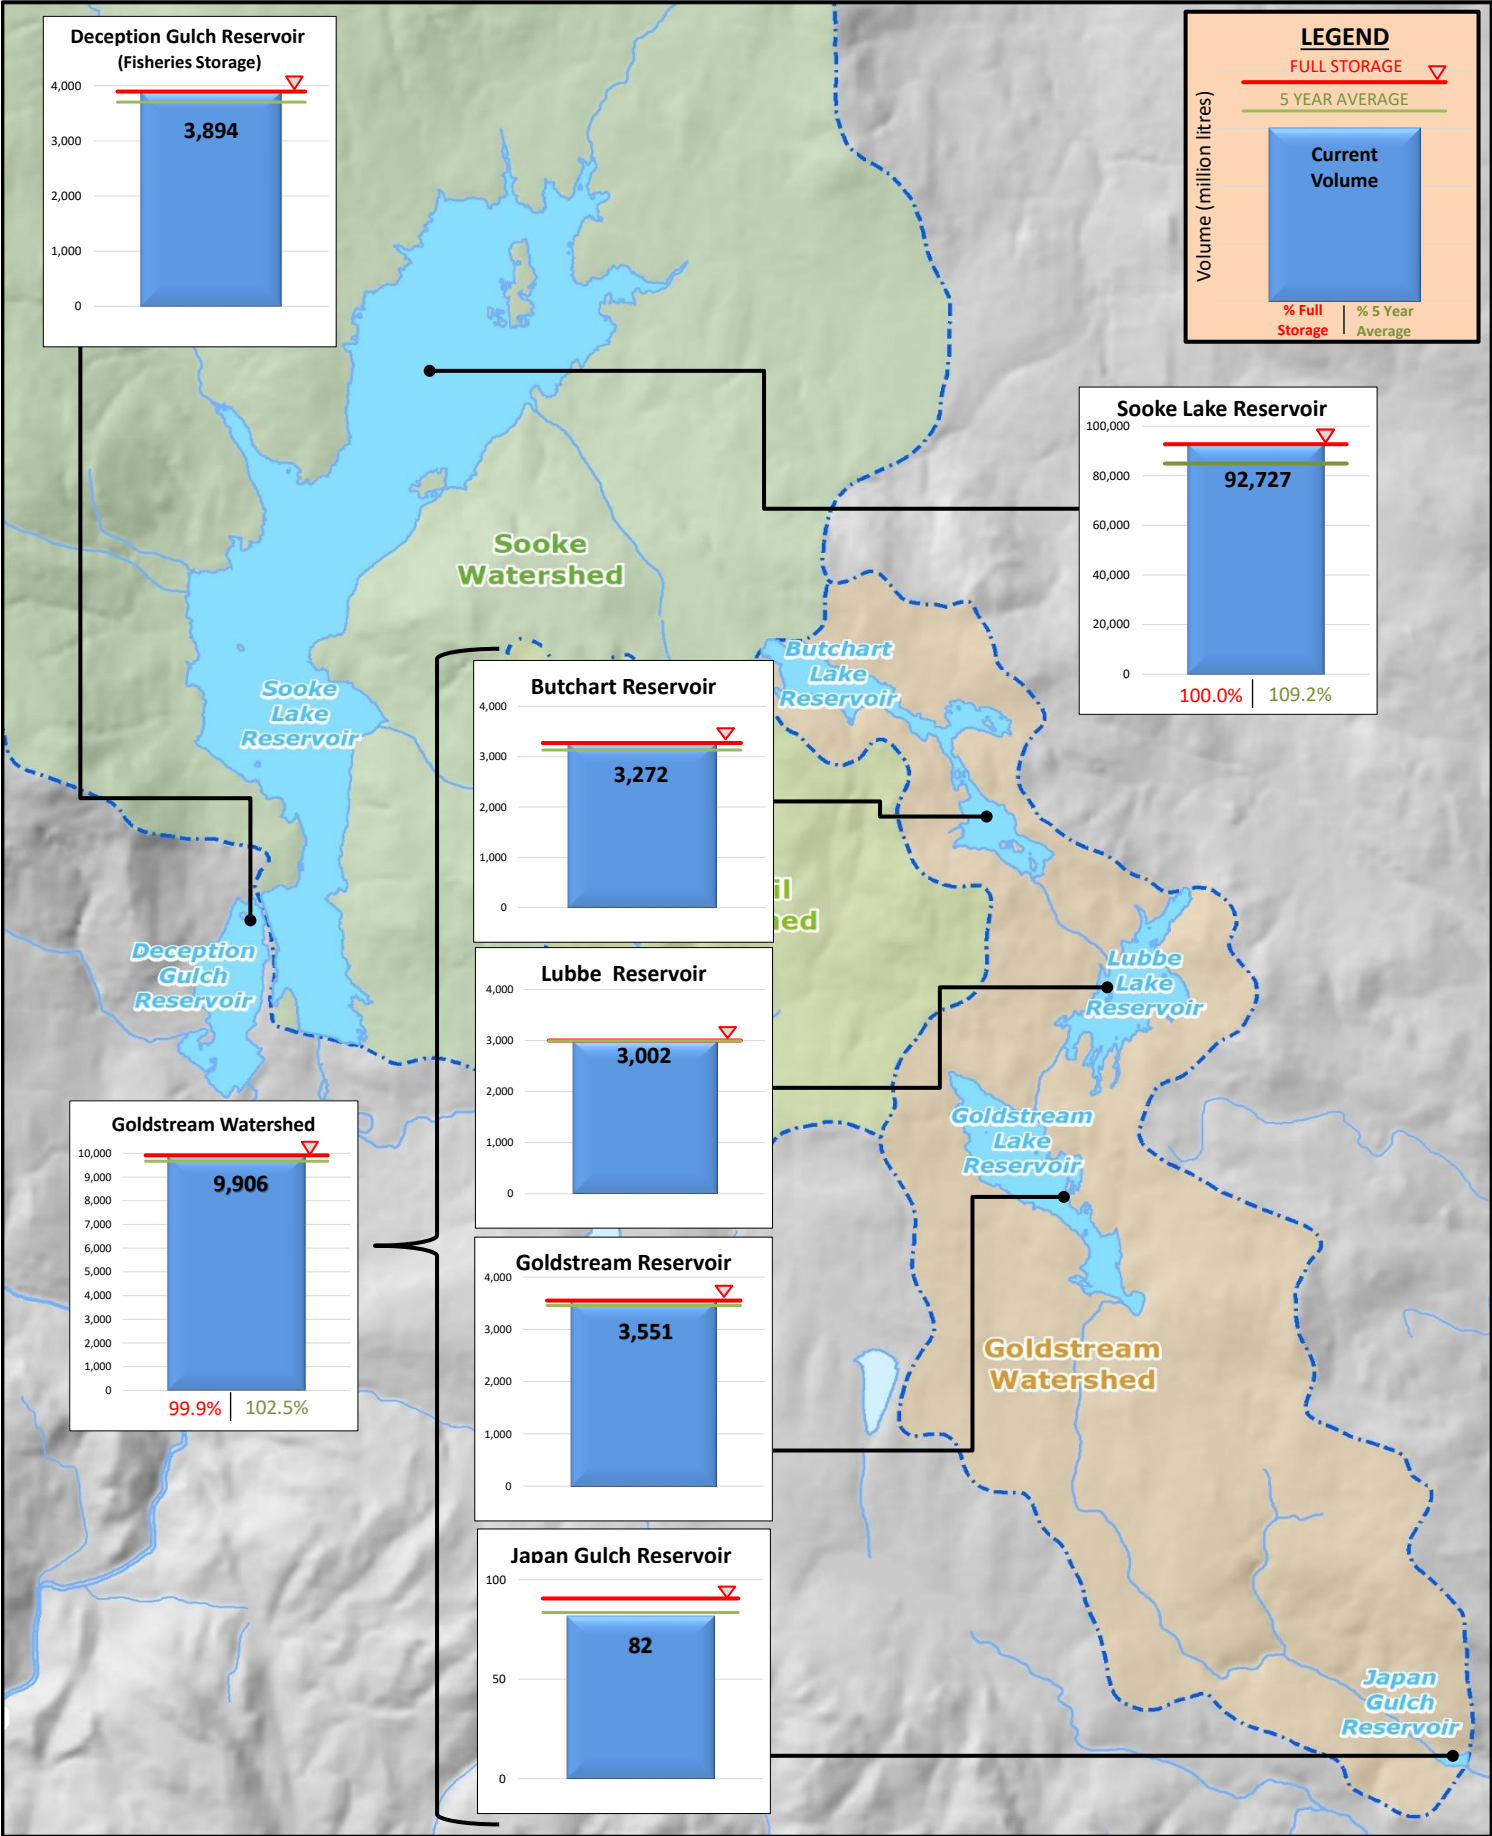 Deception Gulch Reservoir
(Fisheries Storage)
4,000
3,000
2,000
1,000
0
3,894
LEGEND
FULL STORAGE
5 YEAR AVERAGE
Volume (million litres)
Current
Volume
% Full
Storage
% 5 Year
Average
Sooke Lake Reservoir
100,000
80,000
60,000
40,000
20,000
0
92,727
100.0%
109.2%
Sooke
Watershed
Sooke
Lake
Reservoir
Butchart
Lake
Reservoir
Butchart Reservoir
4,000
3,000
2,000
1,000
0
3,272
il
ed
Deception
Gulch
Reservoir
Lubbe Reservoir
4,000
3,000
2,000
1,000
0
3,002
Lubbe
Lake
Reservoir
Goldstream Watershed
10,000
9,000
8,000
7,000
6,000
5,000
4,000
3,000
2,000
1,000
0
9,906
99.9%
102.5%
Goldstream
Lake
Reservoir
Goldstream Reservoir
4,000
3,000
2,000
1,000
0
3,551
Goldstream
Watershed
Japan Gulch Reservoir
100
50
0
82
Japan
Gulch
Reservoir